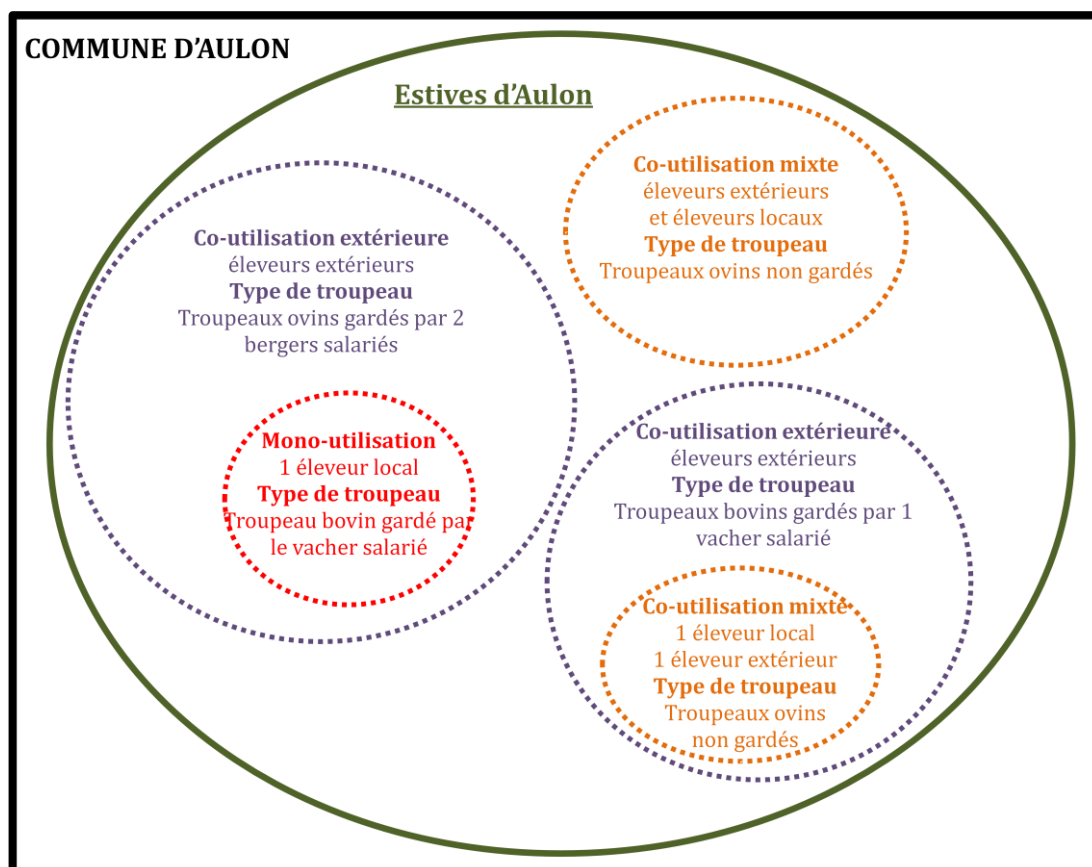 COMMUNE D'AULON
Estives d'Aulon
Co-utilisation mixte
éleveurs extérieurs
et éleveurs locaux
Type de troupeau
Troupeaux ovins non gardés
Co-utilisation extérieure
éleveurs extérieurs
Type de troupeau
Troupeaux ovins gardés par 2
bergers salariés
Mono-utilisation
1 éleveur local
Type de troupeau
Troupeau bovin gardé par
le vacher salarié
Co-utilisation extérieure
éleveurs extérieurs
Type de troupeau
Troupeaux bovins gardés par 1
vacher salarié
Co-utilisation mixte
1 éleveur local
1 éleveur extérieur
Type de troupeau
Troupeaux ovins
non gardés